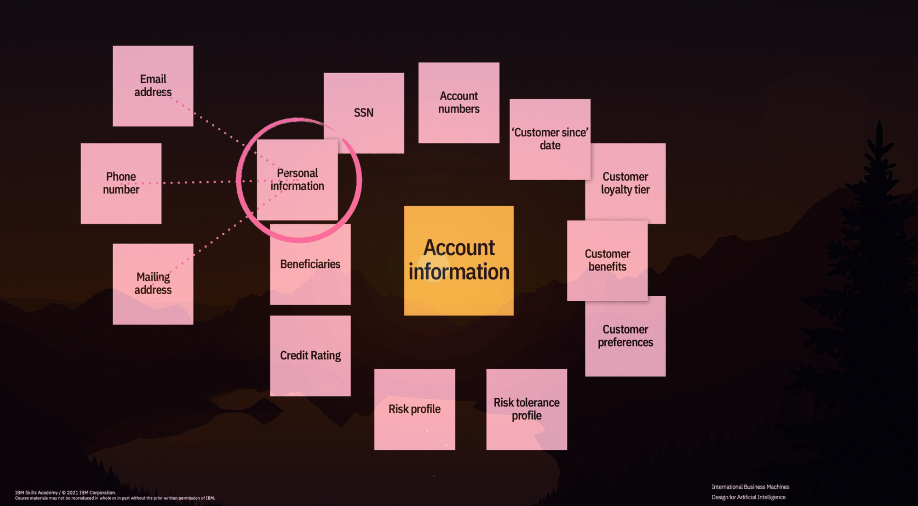 Email
address
SSN
Account
numbers
‘Customer since’
date
Phone
number
Personal
information
Customer
loyalty tier
Mailing
address
Beneficiaries
Account
information
Customer
benefits
Credit Rating
Customer
preferences
Risk profile
Risk tolerance
profile
IBM Skills Academy / © 2021 IBM Corporation.
Course materials may not be reproduced in whole or in part without the prior written permission of IBM.
International Business Machines
Design for Artificial Intelligence